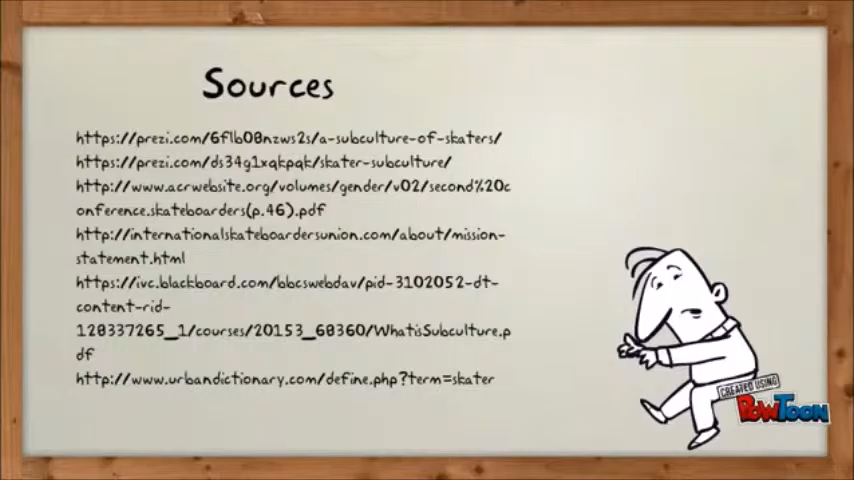 Sources
https://prezi.com/6flb08nzws2s/a-subculture-of-skaters/
https://prezi.com/ds34g1xqkpqk/skater-subculture/
http://www.acrwebsite.org/volumes/gender/v02/second%20c
onference.skateboarders(p.46).pdf
http://internationalskateboardersunion.com/about/mission-
statement.html
https://ivc.blackboard.com/bbcswebdav/pid-3102052-dt-
content-rid-
120337265_1/courses/20153_60360/WhatisSubculture.p
df
http://www.urbandictionary.com/define.php?term=skater
CREATED USING
POWTOON